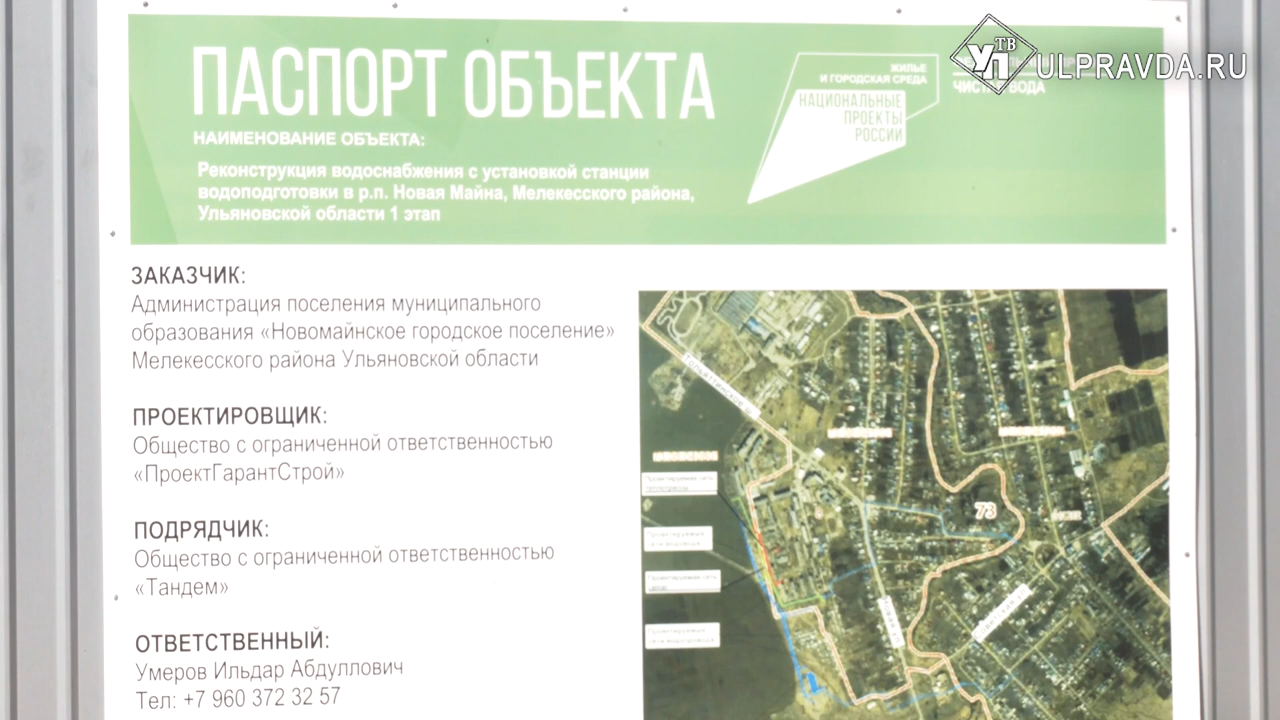 ПАСПОРТ ОБЪЕКТА
НАИМЕНОВАНИЕ ОБЪЕКТА:
Реконструкция водоснабжения с установкой станции
водоподготовки в р.п. Новая Майна, Мелекесского района,
Ульяновской области 1 этап
ЖИЛЬЕ
И ГОРОДСКАЯ СРЕДА
НАЦИОНАЛЬНЫЕ
ПРОЕКТЫ
РОССИИ
УП ТВ ULPRAVDA.RU
ВОДА
ЗАКАЗЧИК:
Администрация поселения муниципального
образования «Новомайнское городское поселение»
Мелекесского района Ульяновской области
ПРОЕКТИРОВЩИК:
Общество с ограниченной ответственностью
«ПроектГарантСтрой»
ПОДРЯДЧИК:
Общество с ограниченной ответственностью
«Тандем»
ОТВЕТСТВЕННЫЙ:
Умеров Ильдар Абдуллович
Тел: +7 960 372 32 57
73